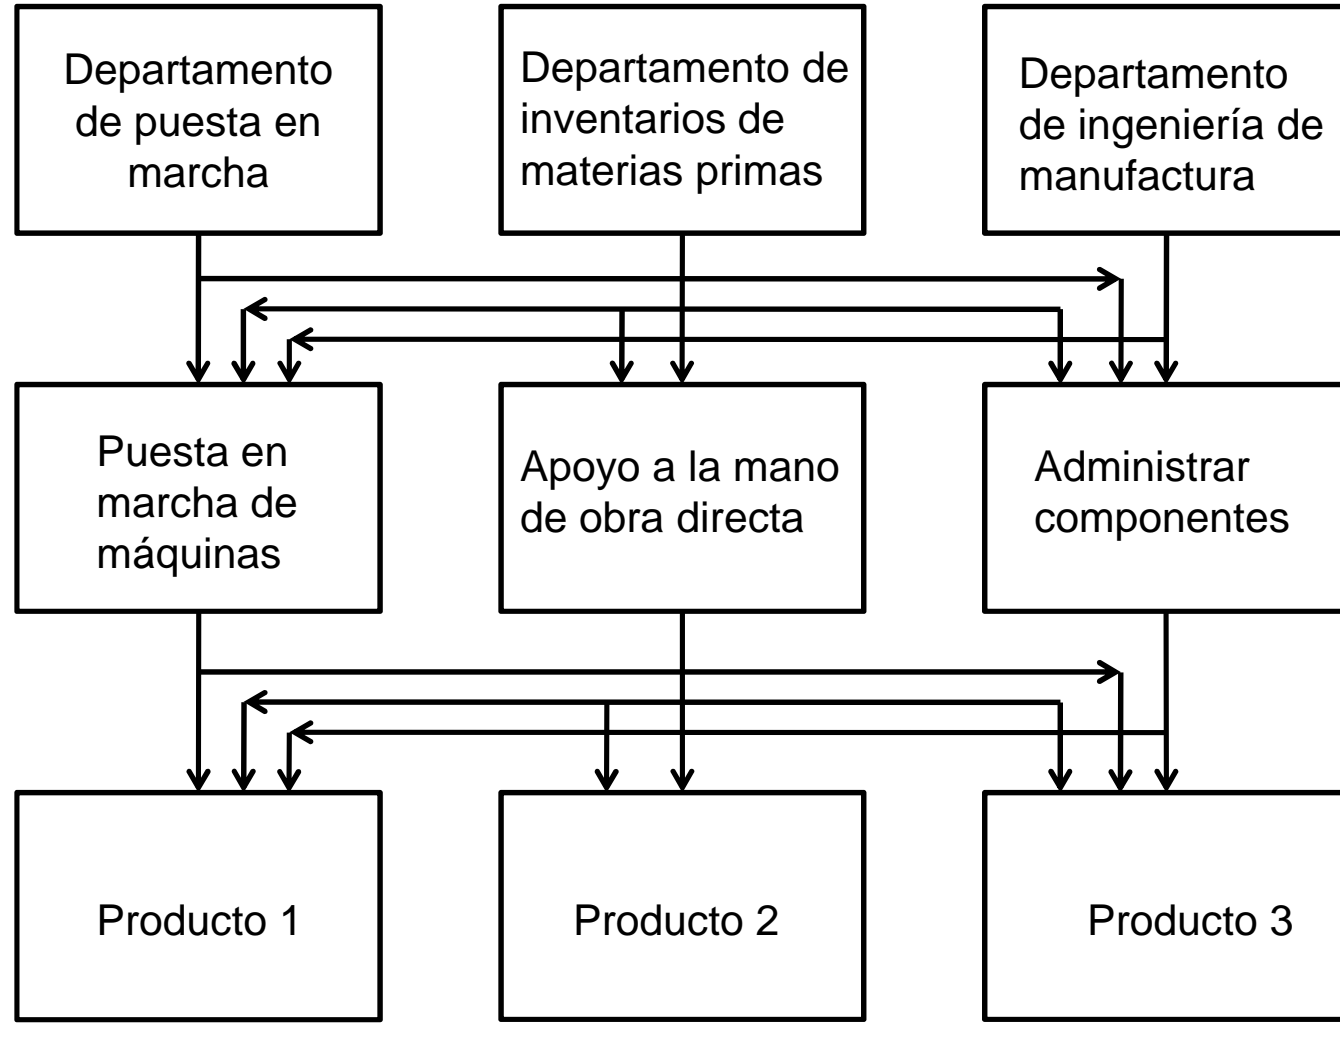 Departamento
de puesta en
marcha
Departamento de
inventarios de
materias primas
Departamento
de ingeniería de
manufactura
Puesta en
marcha de
máquinas
Apoyo a la mano
de obra directa
Administrar
componentes
Producto 1
Producto 2
Producto 3